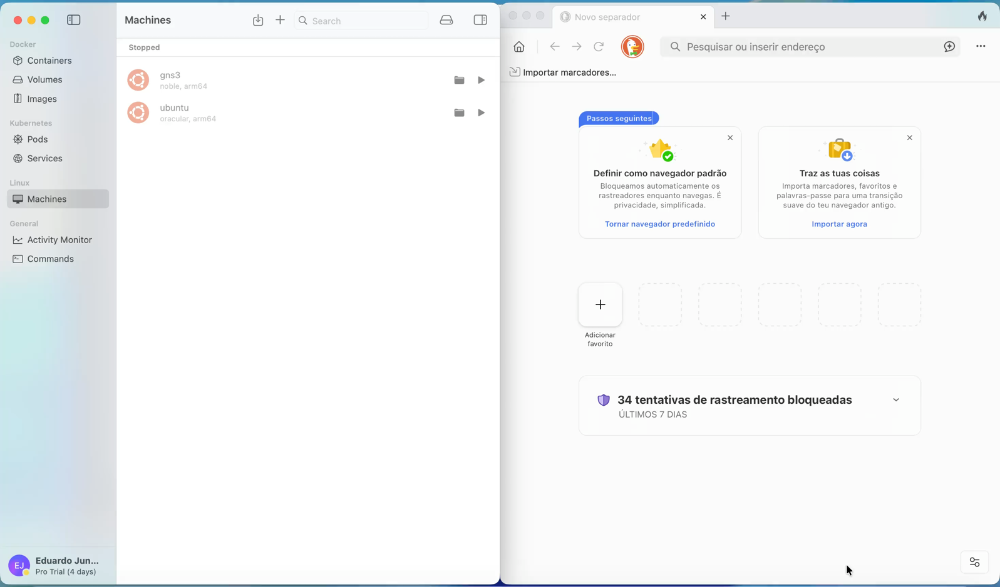 Machines
Search
Docker
Containers
Volumes
Images
Kubernetes
Pods
Services
Linux
Machines
General
Activity Monitor
Commands
EJ
Eduardo Jun...
Pro Trial (4 days)
Stopped
gns3
noble, arm64
ubuntu
oracular, arm64
Novo separador
Pesquisar ou inserir endereço
Importar marcadores...
Passos seguintes
Definir como navegador padrão
Bloqueamos automaticamente os
rastreadores enquanto navegas. É
privacidade, simplificada.
Tornar navegador predefinido
Traz as tuas coisas
Importa marcadores, favoritos e
palavras-passe para uma transição
suave do teu navegador antigo.
Importar agora
Adicionar
favorito
34 tentativas de rastreamento bloqueadas
ÚLTIMOS 7 DIAS